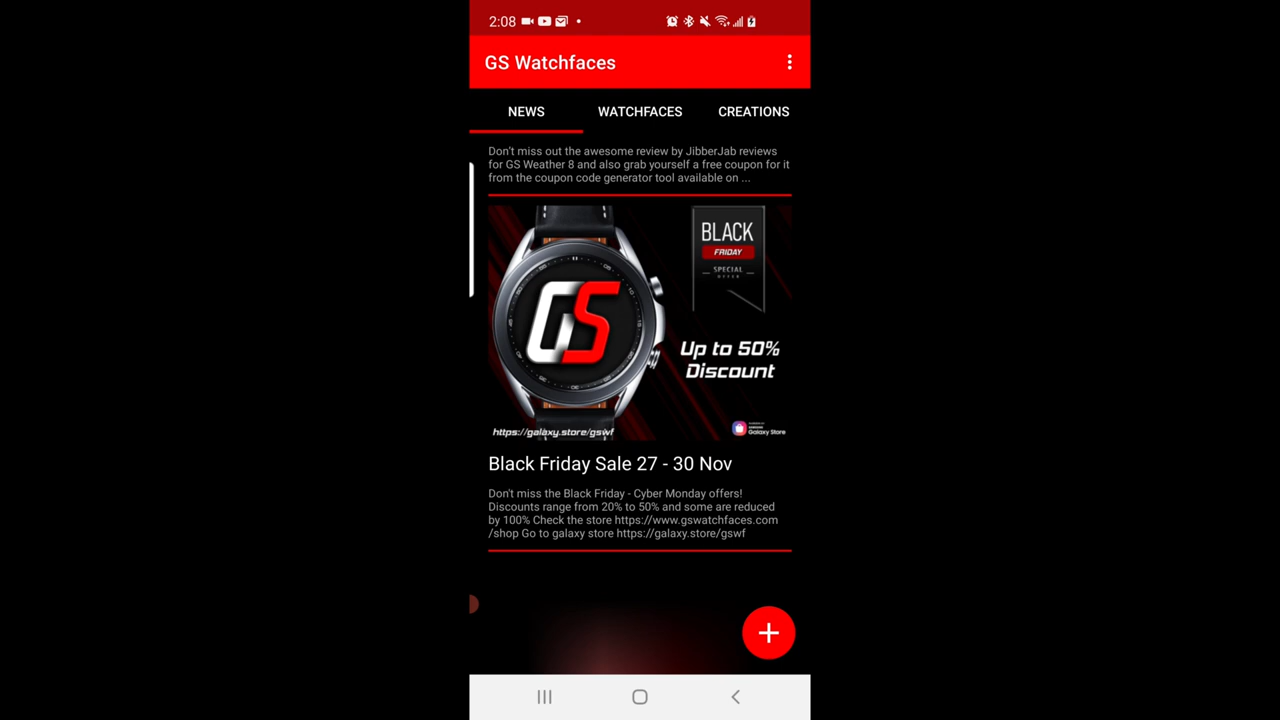 2:08
GS Watchfaces
NEWS
WATCHFACES
CREATIONS
Don't miss out the awesome review by JibberJab reviews
for GS Weather 8 and also grab yourself a free coupon for it
from the coupon code generator tool available on ...
BLACK
FRIDAY
SPECIAL
OFFER
GS
Up to 50%
Discount
https://galaxy.store/gswf
Galaxy Store
Black Friday Sale 27 - 30 Nov
Don't miss the Black Friday - Cyber Monday offers!
Discounts range from 20% to 50% and some are reduced
by 100% Check the store https://www.gswatchfaces.com
/shop Go to galaxy store https://galaxy.store/gswf